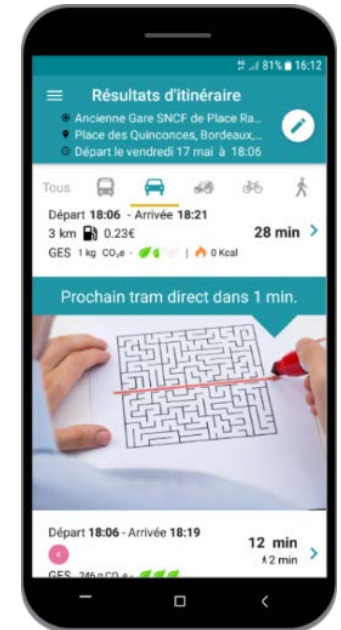 81% 16:12
Résultats d'itinéraire
Ancienne Gare SNCF de Place Ra...
Place des Quinconces, Bordeaux,...
Départ le vendredi 17 mai à 18:06
Tous
Départ 18:06 - Arrivée 18:21
3 km 0.23€ 28 min >
GES 1 kg CO₂e - | 0 Kcal
Prochain tram direct dans 1 min.
Départ 18:06 - Arrivée 18:19
12 min >
2 min
GES 246 g CO₂e -